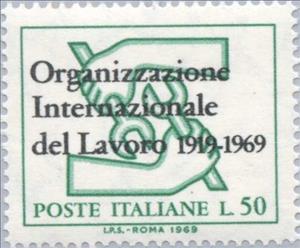 Organizzazione
Internazionale
del Lavoro 1919-1969
POSTE ITALIANE L. 50
I.P.S. - ROMA 1969